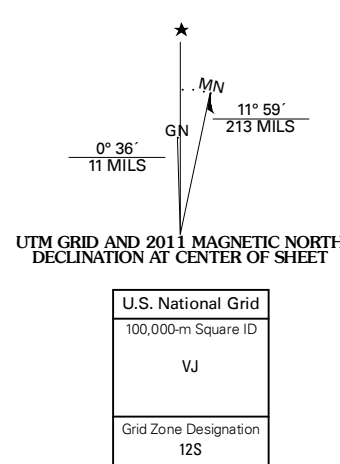 MN
GN
11° 59´
213 MILS
0° 36´
11 MILS
UTM GRID AND 2011 MAGNETIC NORTH
DECLINATION AT CENTER OF SHEET
U.S. National Grid
100,000-m Square ID
VJ
Grid Zone Designation
12S